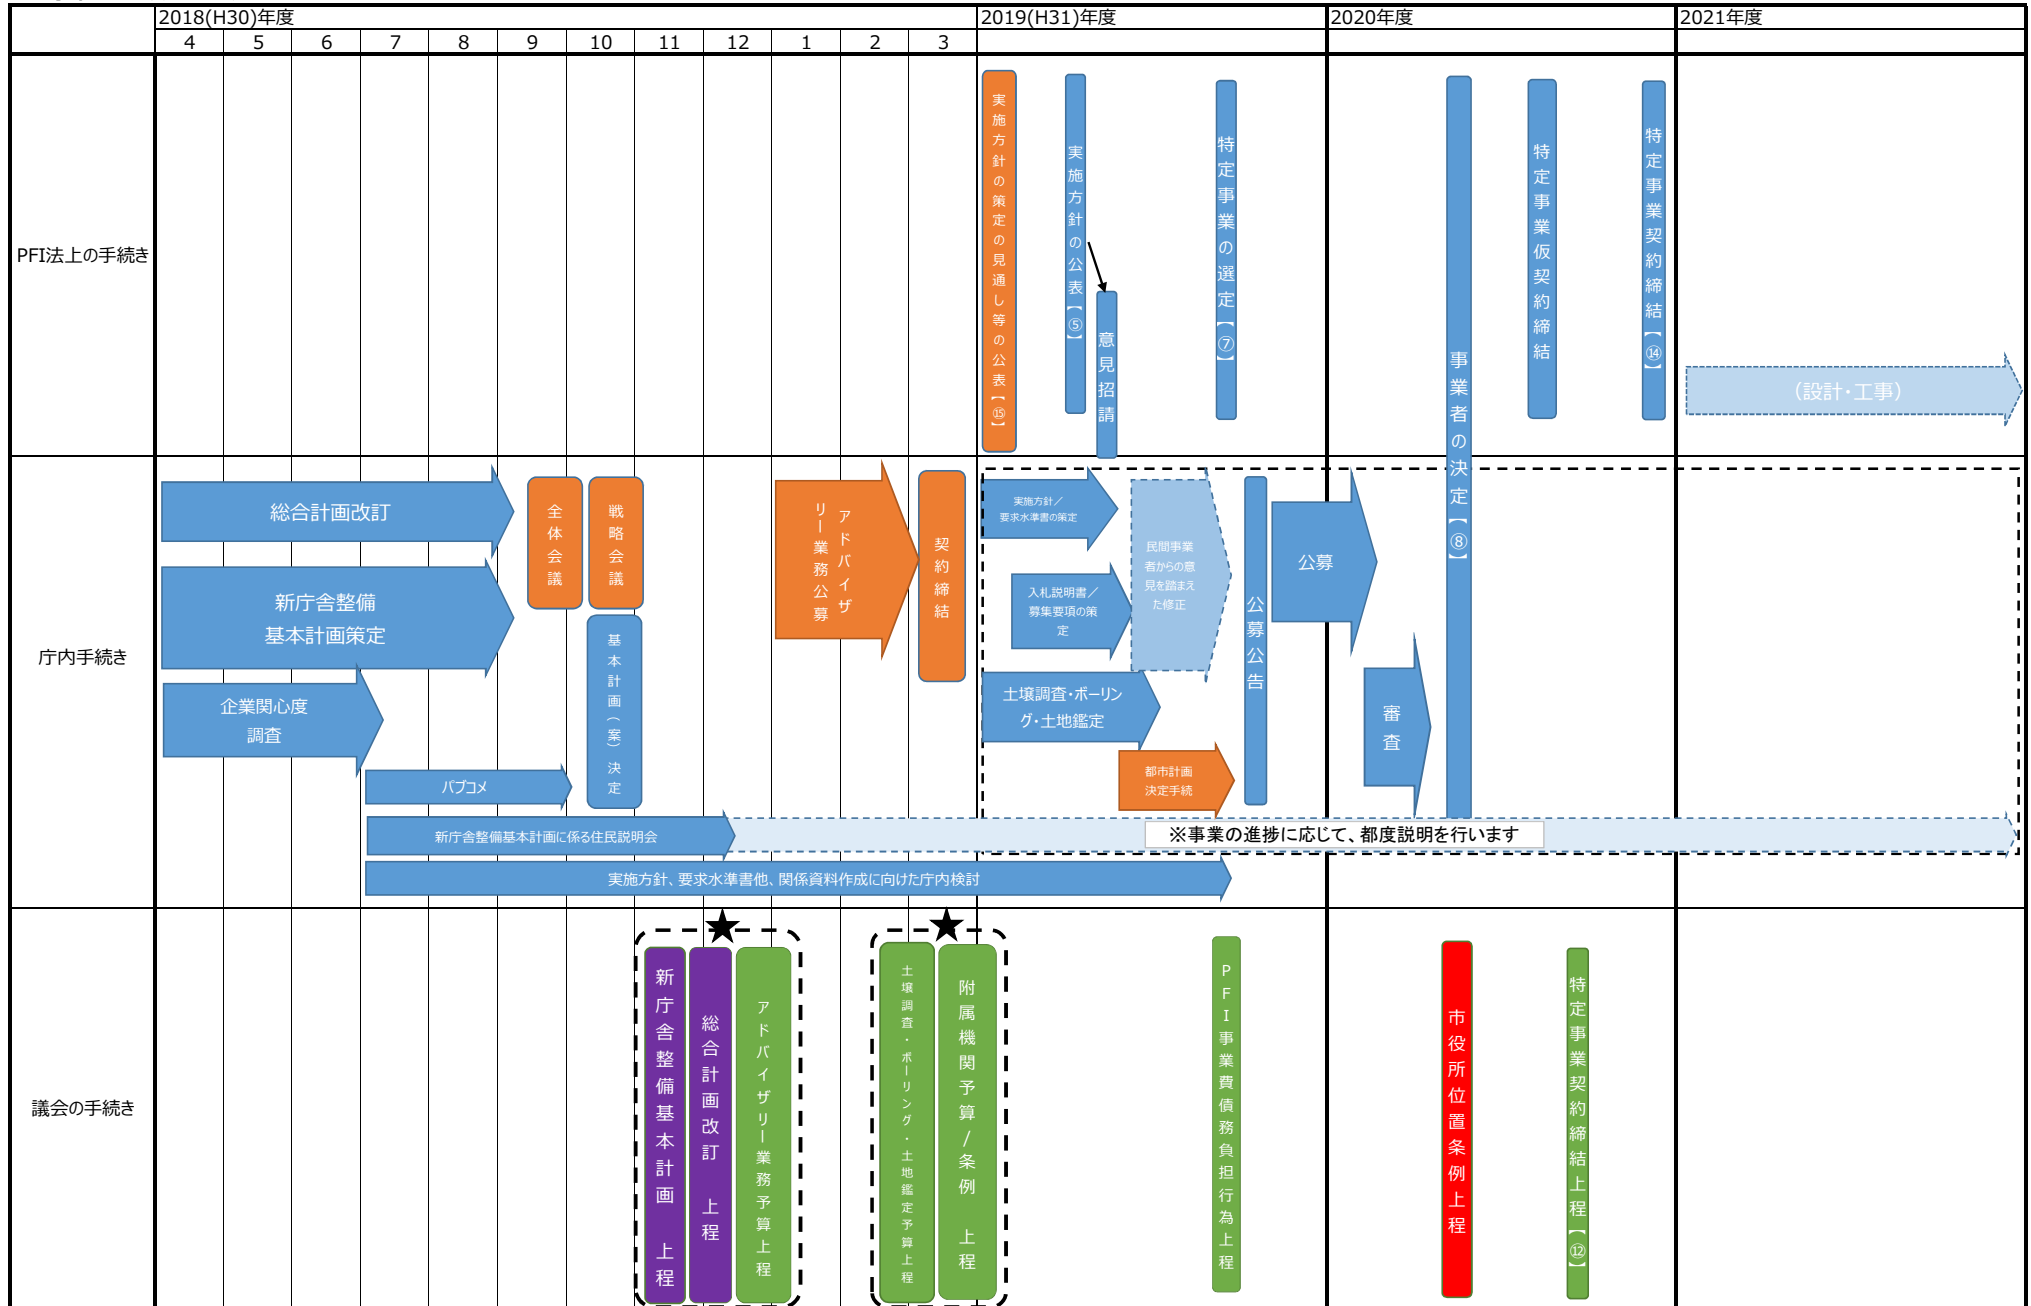 2018(H30)年度
2019(H31)年度
2020年度
2021年度
4
5
6
7
8
9
10
11
12
1
2
3
PFI法上の手続き
実施方針の策定の見通し等の公表【⑮】
実施方針の公表【⑤】
意見招請
特定事業の選定【⑦】
事業者の決定【⑧】
特定事業仮契約締結
特定事業契約締結【⑭】
（設計・工事）
庁内手続き
総合計画改訂
新庁舎整備
基本計画策定
企業関心度
調査
パブコメ
新庁舎整備基本計画に係る住民説明会
実施方針、要求水準書他、関係資料作成に向けた庁内検討
全体会議
戦略会議
基本計画（案）決定
アドバイザ
リー業務公募
契約締結
実施方針／
要求水準書の策定
入札説明書／
募集要項の策
定
土壌調査・ボーリン
グ・土地鑑定
民間事業
者からの意
見を踏まえ
た修正
都市計画
決定手続
公募公告
公募
審査
※事業の進捗に応じて、都度説明を行います
議会の手続き
新庁舎整備基本計画　上程
総合計画改訂　上程
アドバイザリー業務予算上程
土壌調査・ボーリング・土地鑑定予算上程
附属機関予算/条例　上程
PFI事業費債務負担行為上程
市役所位置条例上程
特定事業契約締結上程【⑫】